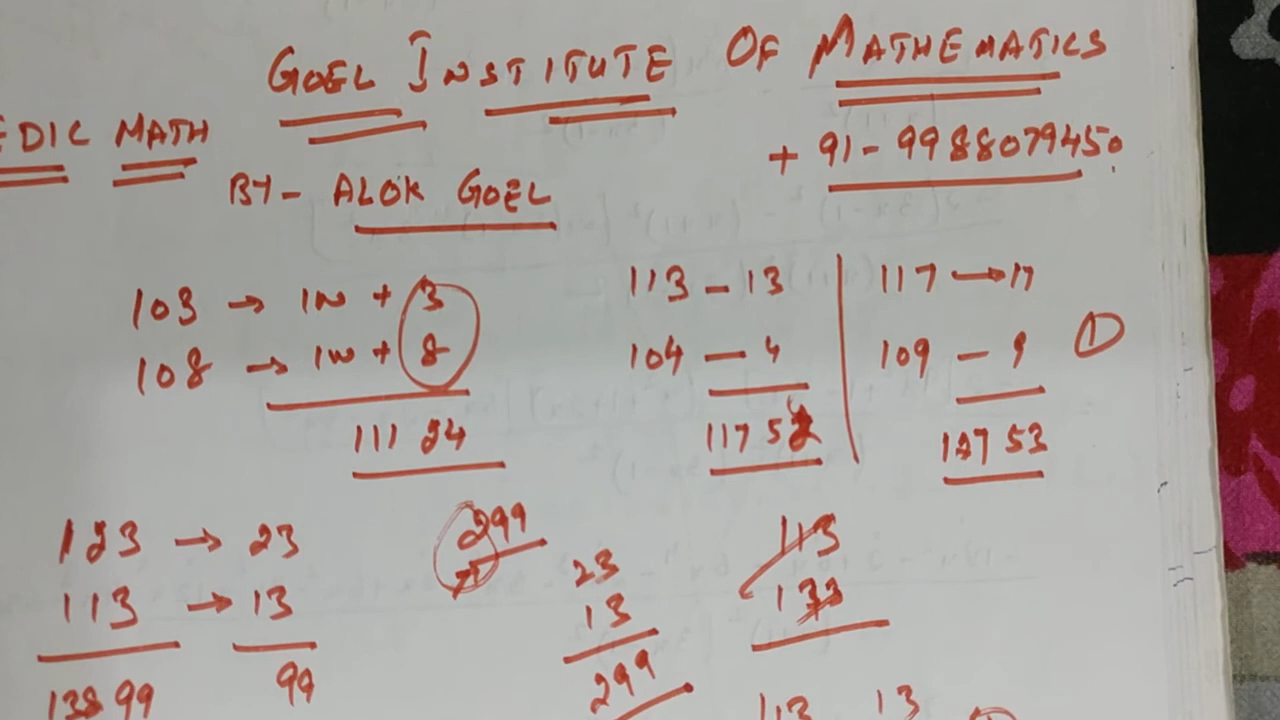 GOEL INSTITUTE OF MATHEMATICS
EDIC MATH
+91-9988079450
BY- ALOK GOEL
103 → 100 + 3
108 → 100 + 8
111 24
113 - 13
104 - 4
117 52
117 → 17
109 - 9
127 53
1
123 → 23
113 → 13
138 99
99
299
23
13
299
113
113 13